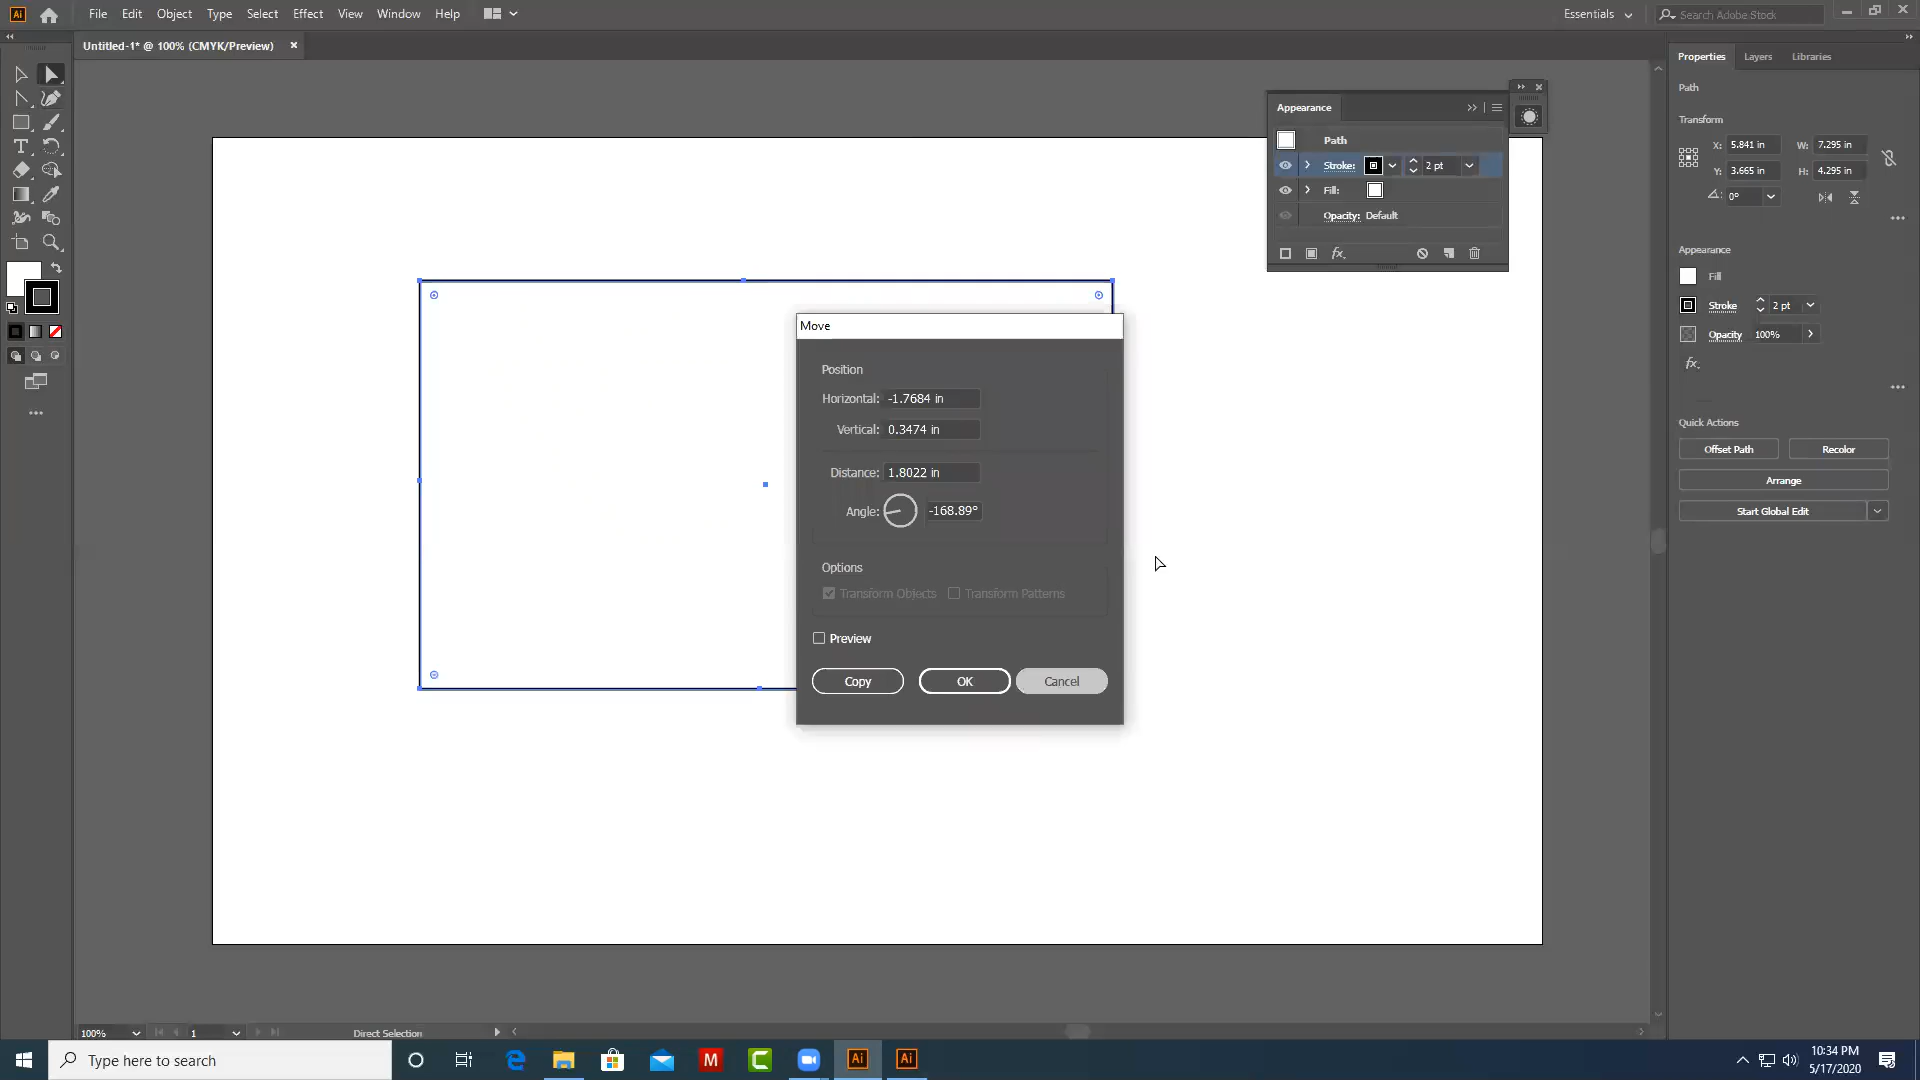 Ai File Edit Object Type Select Effect View Window Help Essentials Search Adobe Stock
Untitled-1* @ 100% (CMYK/Preview) ×
Properties Layers Libraries
Path
Transform
X: 5.841 in W: 7.295 in
Y: 3.665 in H: 4.295 in
0°
Appearance
Fill
Stroke 2 pt
Opacity 100%
fx.
Quick Actions
Offset Path Recolor
Arrange
Start Global Edit
Appearance
Path
Stroke: 2 pt
Fill:
Opacity: Default
fx.
Move
Position
Horizontal: -1.7684 in
Vertical: 0.3474 in
Distance: 1.8022 in
Angle: -168.89°
Options
Transform Objects Transform Patterns
Preview
Copy OK Cancel
100% 1 Direct Selection
Type here to search
M
Ai Ai
10:34 PM
5/17/2020